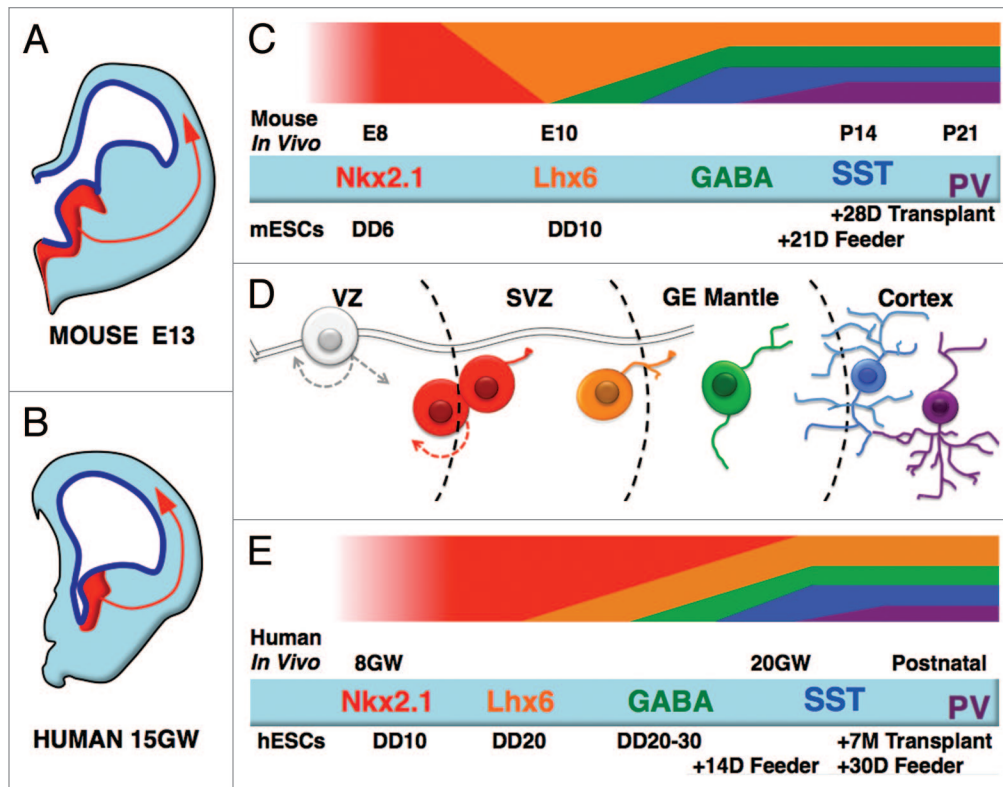 A
MOUSE E13
B
HUMAN 15GW
C
Mouse
In Vivo
E8
E10
P14
P21
Nkx2.1
Lhx6
GABA
SST
PV
mESCs
DD6
DD10
+28D Transplant
+21D Feeder
D
VZ
SVZ
GE Mantle
Cortex
E
Human
In Vivo
8GW
20GW
Postnatal
Nkx2.1
Lhx6
GABA
SST
PV
hESCs
DD10
DD20
DD20-30
+7M Transplant
+14D Feeder
+30D Feeder